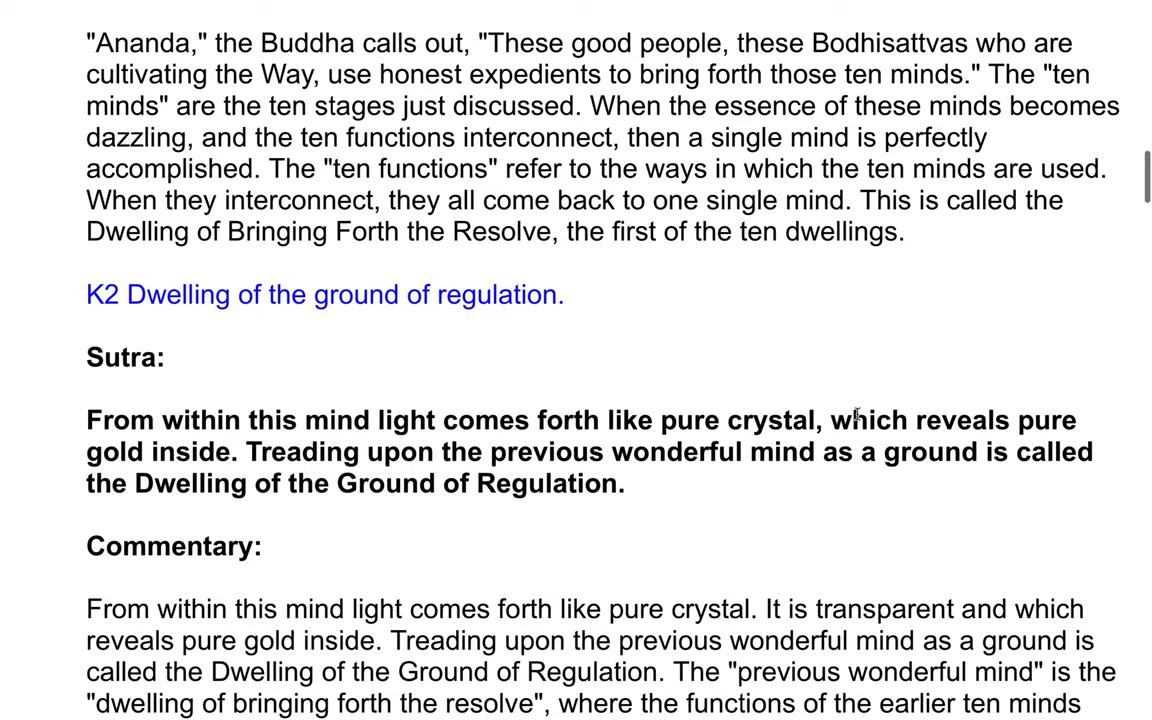 "Ananda," the Buddha calls out, "These good people, these Bodhisattvas who are
cultivating the Way, use honest expedients to bring forth those ten minds." The "ten
minds" are the ten stages just discussed. When the essence of these minds becomes
dazzling, and the ten functions interconnect, then a single mind is perfectly
accomplished. The "ten functions" refer to the ways in which the ten minds are used.
When they interconnect, they all come back to one single mind. This is called the
Dwelling of Bringing Forth the Resolve, the first of the ten dwellings.
K2 Dwelling of the ground of regulation.
Sutra:
From within this mind light comes forth like pure crystal, which reveals pure
gold inside. Treading upon the previous wonderful mind as a ground is called
the Dwelling of the Ground of Regulation.
Commentary:
From within this mind light comes forth like pure crystal. It is transparent and which
reveals pure gold inside. Treading upon the previous wonderful mind as a ground is
called the Dwelling of the Ground of Regulation. The "previous wonderful mind" is the
"dwelling of bringing forth the resolve", where the functions of the earlier ten minds